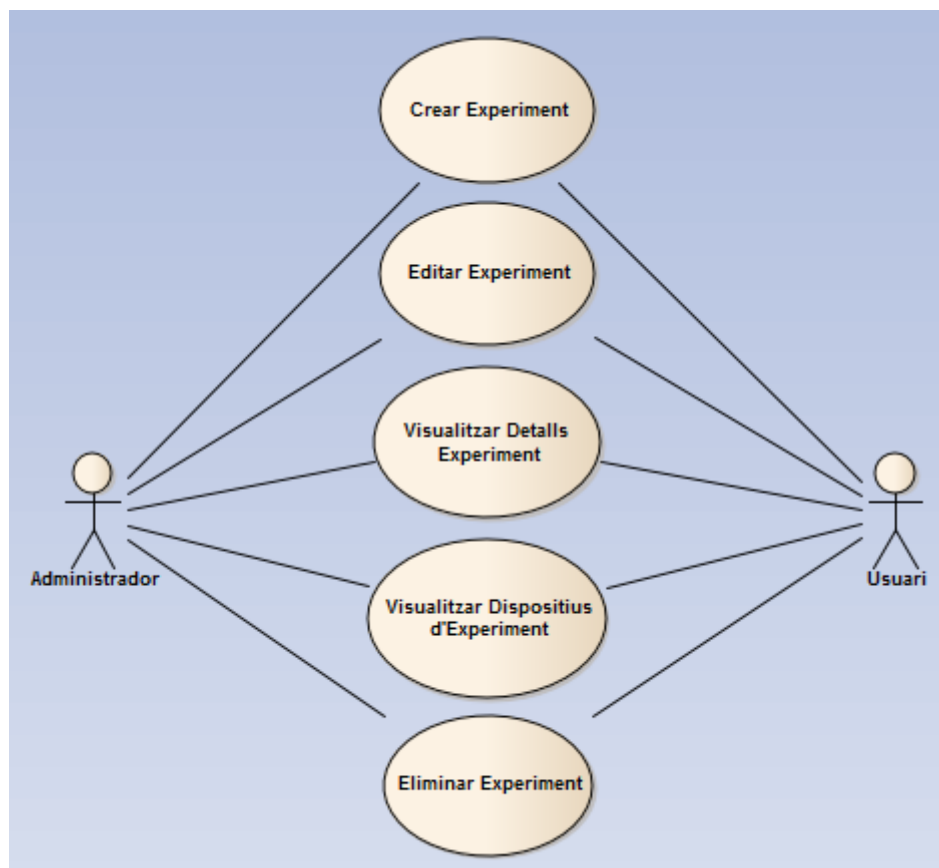 Crear Experiment
Editar Experiment
Visualitzar Detalls
Experiment
Administrador
Usuari
Visualitzar Dispositius
d'Experiment
Eliminar Experiment